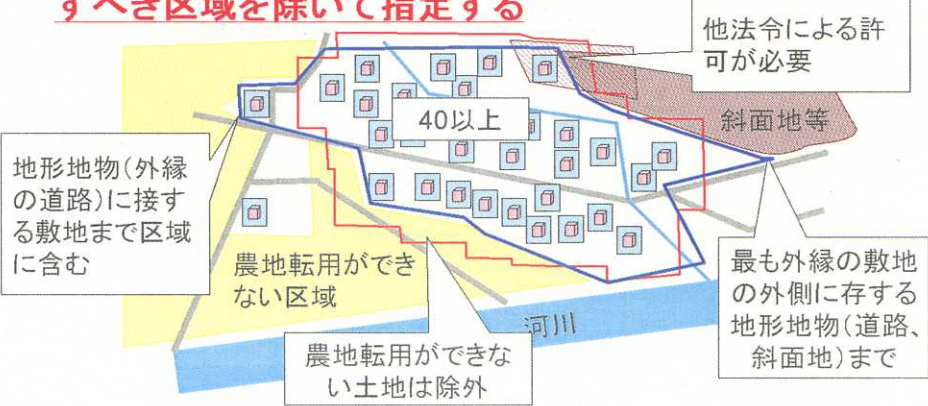 すべき区域を除いて指定する
他法令による許
可が必要
40以上
斜面地等
地形地物(外縁
の道路)に接す
る敷地まで区域
に含む
農地転用ができ
ない区域
最も外縁の敷地
の外側に存する
地形地物(道路、
斜面地)まで
河川
農地転用ができな
い土地は除外